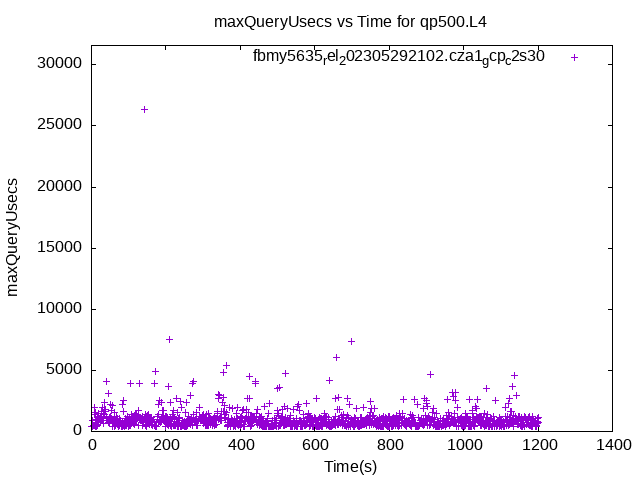 maxQueryUsecs vs Time for qp500.L4
fbmy5635rel202305292102.cza1gcpc2s30
30000
25000
20000
15000
10000
5000
0
maxQueryUsecs
0 200 400 600 800 1000 1200 1400
Time(s)